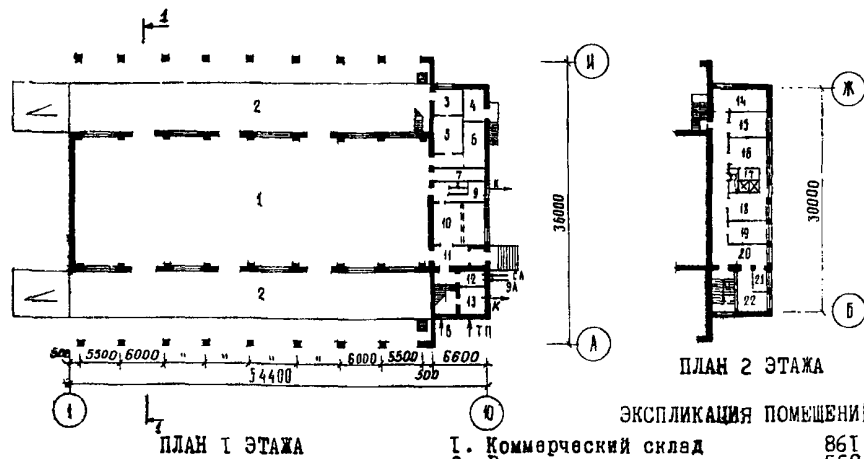 1
И
Ж
2
3
4
14
5
6
15
16
7
17
1
9
К
36000
30000
10
18
19
11
20
12
21
2
13
К
22
В
ТП
А
Б
500 5500 6000 " " " " 6000 5500 500 6600
54400
ПЛАН 2 ЭТАЖА
1
10
1
ЭКСПЛИКАЦИЯ ПОМЕЩЕНИ
ПЛАН I ЭТАЖА
I. Коммерческий склад 861